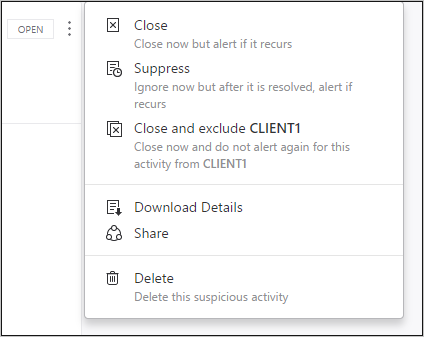 OPEN
Close
Close now but alert if it recurs
Suppress
Ignore now but after it is resolved, alert if
recurs
Close and exclude CLIENT1
Close now and do not alert again for this
activity from CLIENT1
Download Details
Share
Delete
Delete this suspicious activity